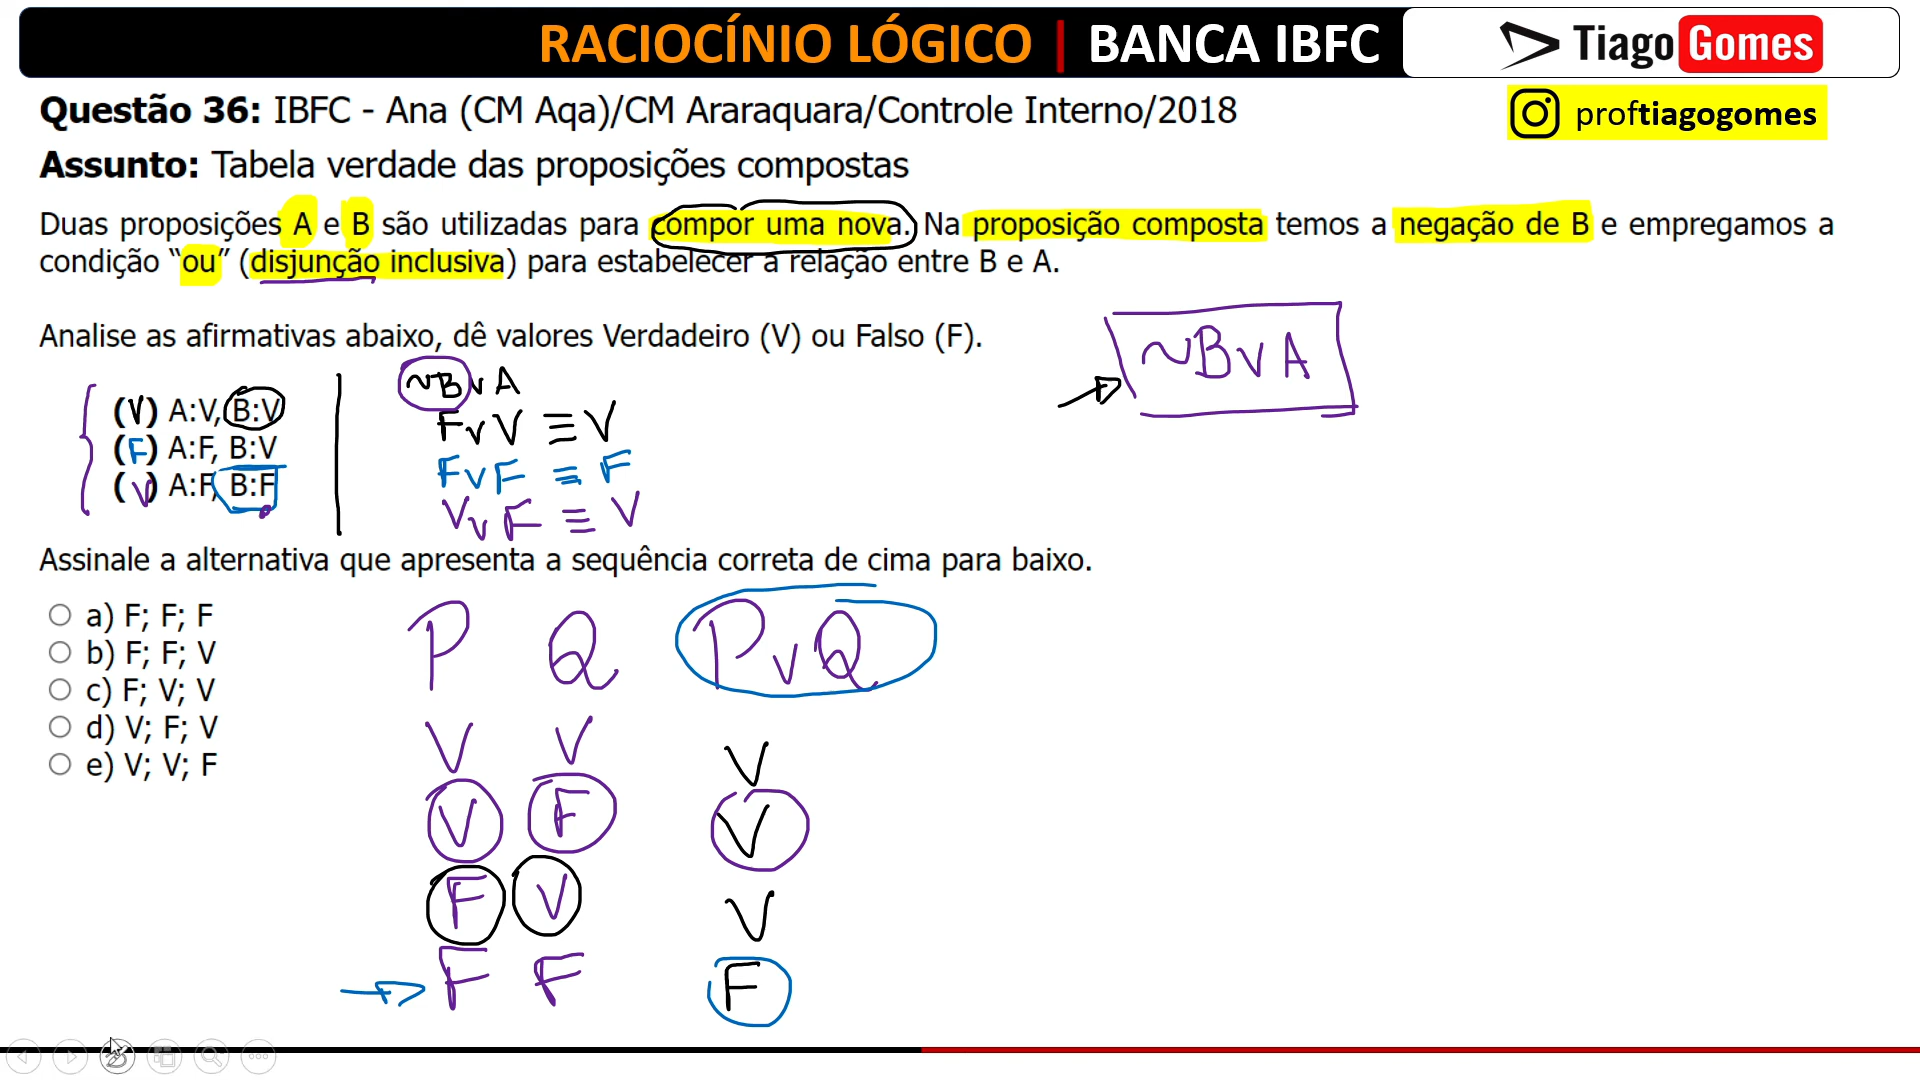 RACIOCÍNIO LÓGICO | BANCA IBFC
Tiago Gomes
Questão 36: IBFC - Ana (CM Aqa)/CM Araraquara/Controle Interno/2018
proftiagogomes
Assunto: Tabela verdade das proposições compostas
Duas proposições A e B são utilizadas para compor uma nova. Na proposição composta temos a negação de B e empregamos a
condição “ou” (disjunção inclusiva) para estabelecer a relação entre B e A.
Analise as afirmativas abaixo, dê valores Verdadeiro (V) ou Falso (F).
~B v A
~B v A
(V) A:V, B:V
F v V ≡ V
(F) A:F, B:V
F v F ≡ F
(V) A:F, B:F
V v F ≡ V
Assinale a alternativa que apresenta a sequência correta de cima para baixo.
a) F; F; F
b) F; F; V
c) F; V; V
d) V; F; V
e) V; V; F
P Q P v Q
V V V
V F V
F V V
F F F